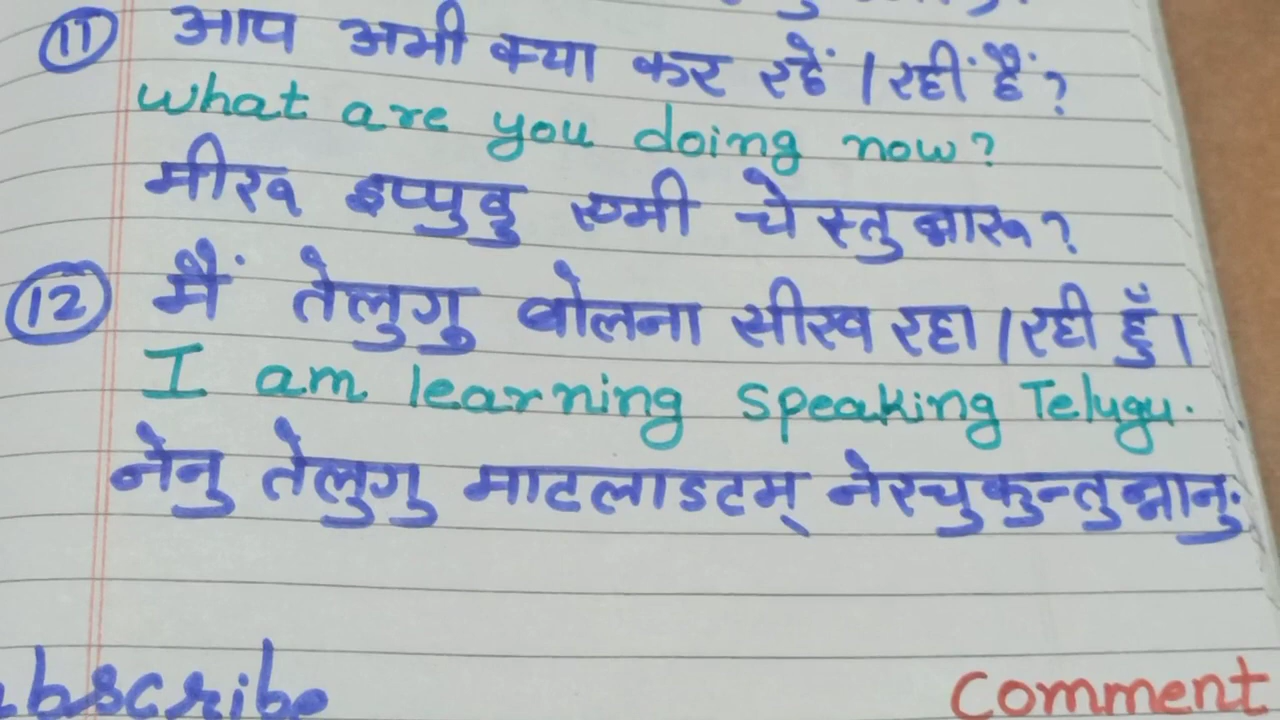 11 आप अभी क्या कर रहें / रहीं हैं?
what are you doing now?
मीरु इप्पुवु एमी चेस्तुन्नारु?
12 मैं तेलुगु बोलना सीख रहा / रही हूँ।
I am learning speaking Telugu.
नेनु तेलुगु माटलाडटम् नेरचुकुन्तुन्नानु.
bscribe
Comment